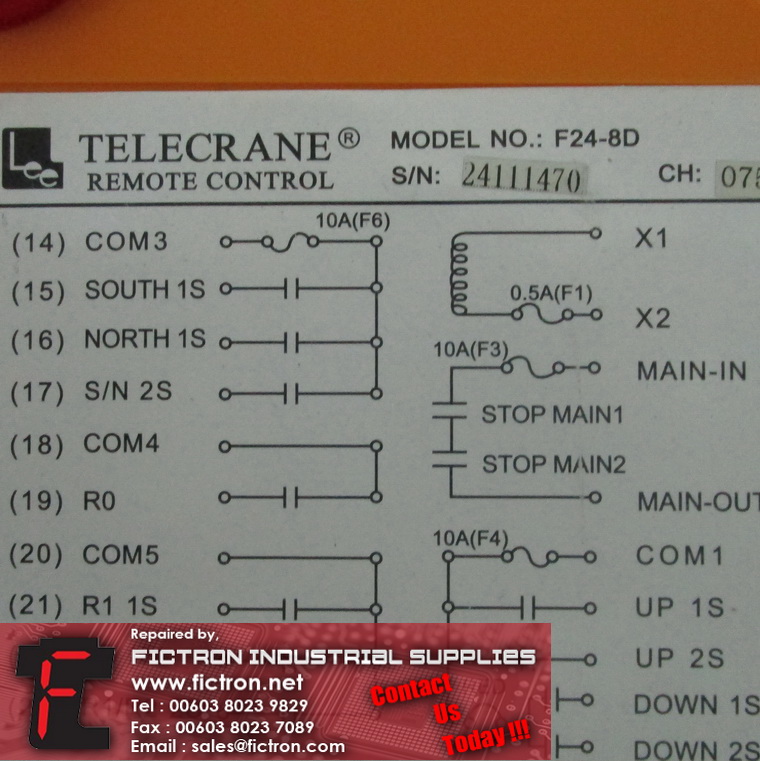 Lee
TELECRANE®
REMOTE CONTROL
MODEL NO.: F24-8D
S/N: 24111470
CH: 075
(14) COM3
10A(F6)
(15) SOUTH 1S
(16) NORTH 1S
(17) S/N 2S
(18) COM4
(19) R0
(20) COM5
(21) R1 1S
X1
0.5A(F1)
X2
10A(F3)
MAIN-IN
STOP MAIN1
STOP MAIN2
MAIN-OUT
10A(F4)
COM1
UP 1S
UP 2S
DOWN 1S
DOWN 2S
Repaired by,
FICTRON INDUSTRIAL SUPPLIES
www.fictron.net
Tel : 00603 8023 9829
Fax : 00603 8023 7089
Email : sales@fictron.com
Contact
Us
Today !!!